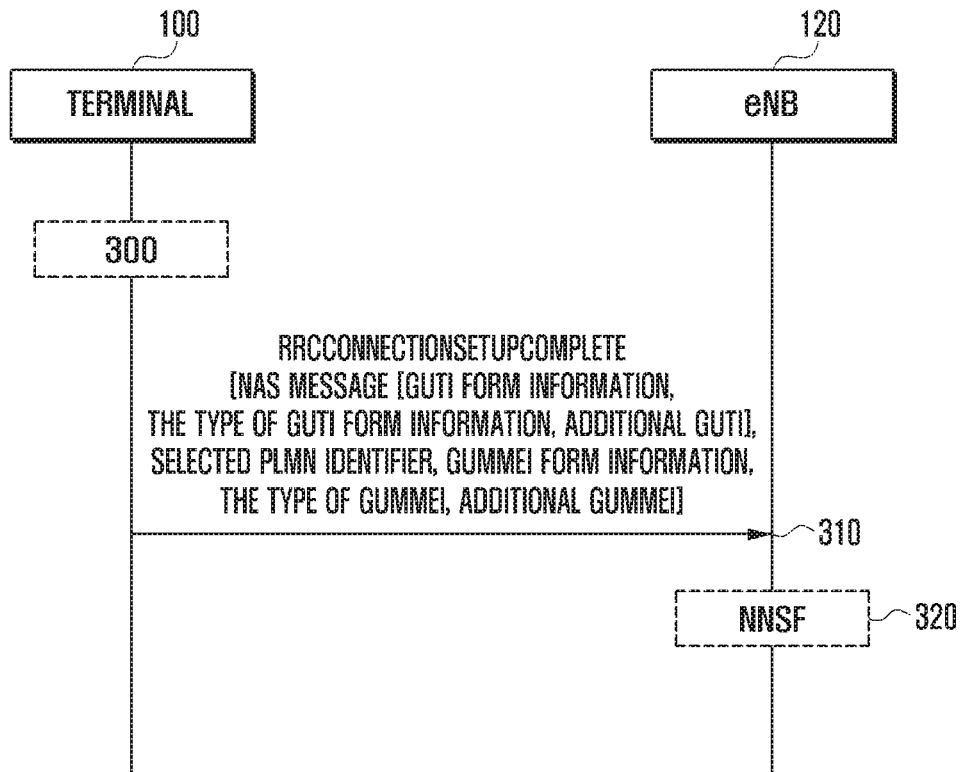 100
120
TERMINAL
eNB
300
RRCCONNECTIONSETUPCOMPLETE
[NAS MESSAGE [GUTI FORM INFORMATION,
THE TYPE OF GUTI FORM INFORMATION, ADDITIONAL GUTI],
SELECTED PLMN IDENTIFIER, GUMMEI FORM INFORMATION,
THE TYPE OF GUMMEI, ADDITIONAL GUMMEI]
310
NNSF
320